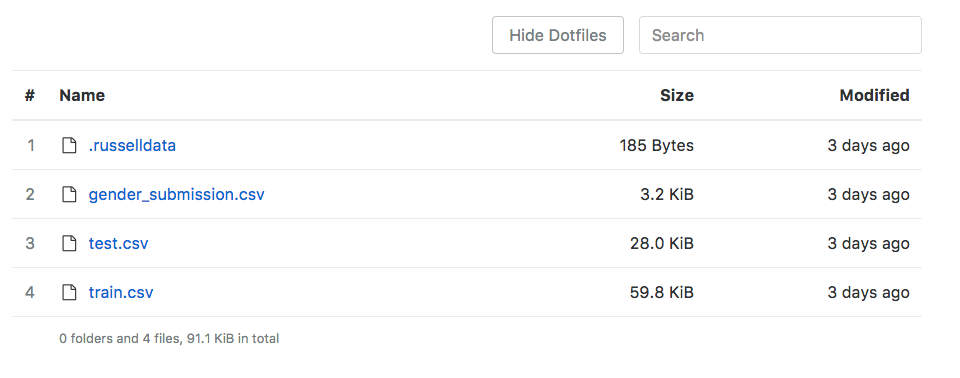 Hide Dotfiles Search
# Name Size Modified
1 .russelldata 185 Bytes 3 days ago
2 gender_submission.csv 3.2 KiB 3 days ago
3 test.csv 28.0 KiB 3 days ago
4 train.csv 59.8 KiB 3 days ago
0 folders and 4 files, 91.1 KiB in total